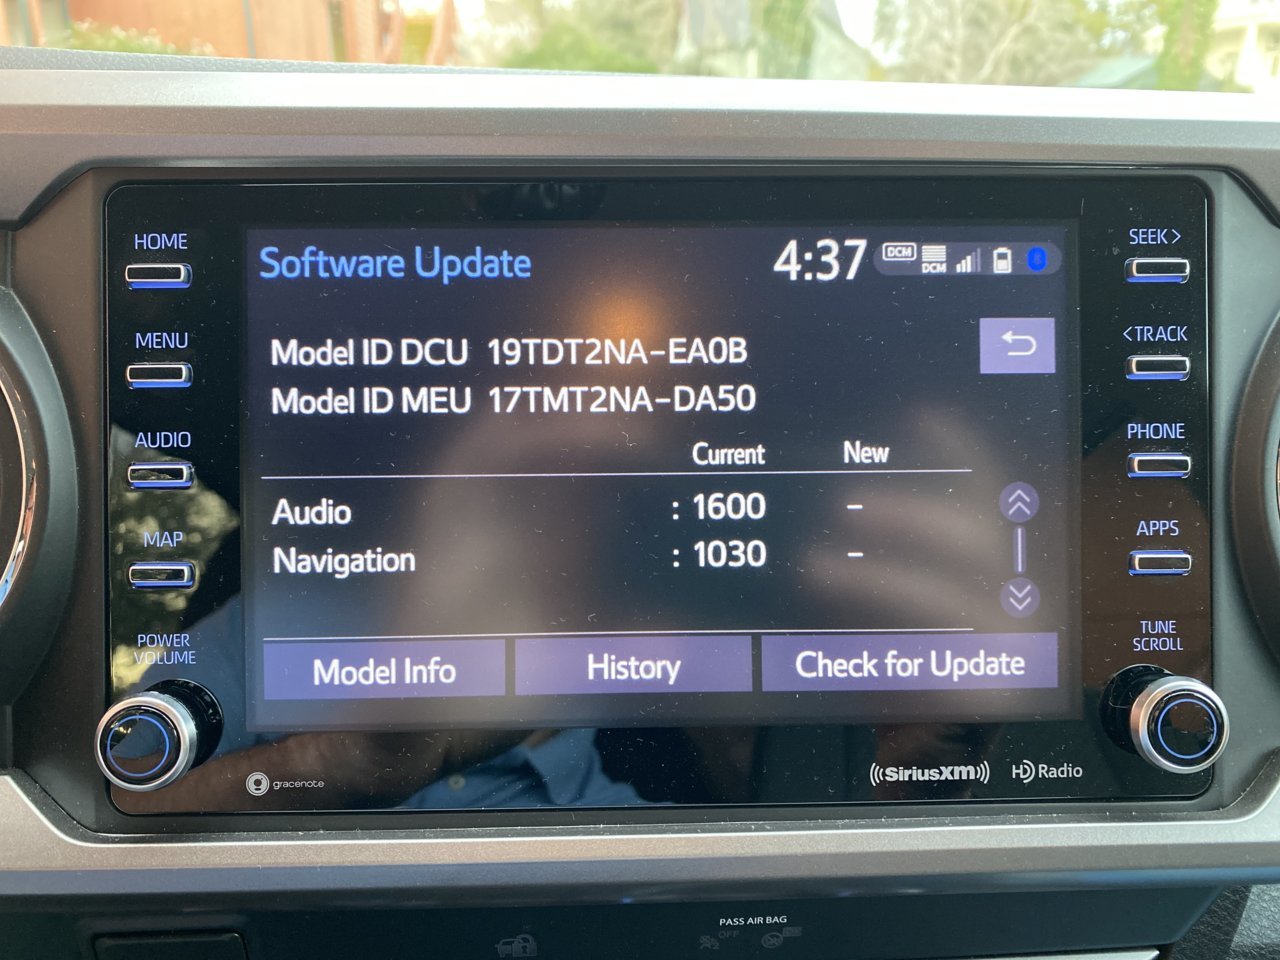 HOME
MENU
AUDIO
MAP
POWER
VOLUME
Software Update
4:37
DCM
DCM
Model ID DCU 19TDT2NA-EA0B
Model ID MEU 17TMT2NA-DA50
Current New
Audio : 1600 –
Navigation : 1030 –
Model Info
History
Check for Update
SEEK>
<TRACK
PHONE
APPS
TUNE
SCROLL
gracenote
((SiriusXM))
HD Radio
PASS AIR BAG
OFF